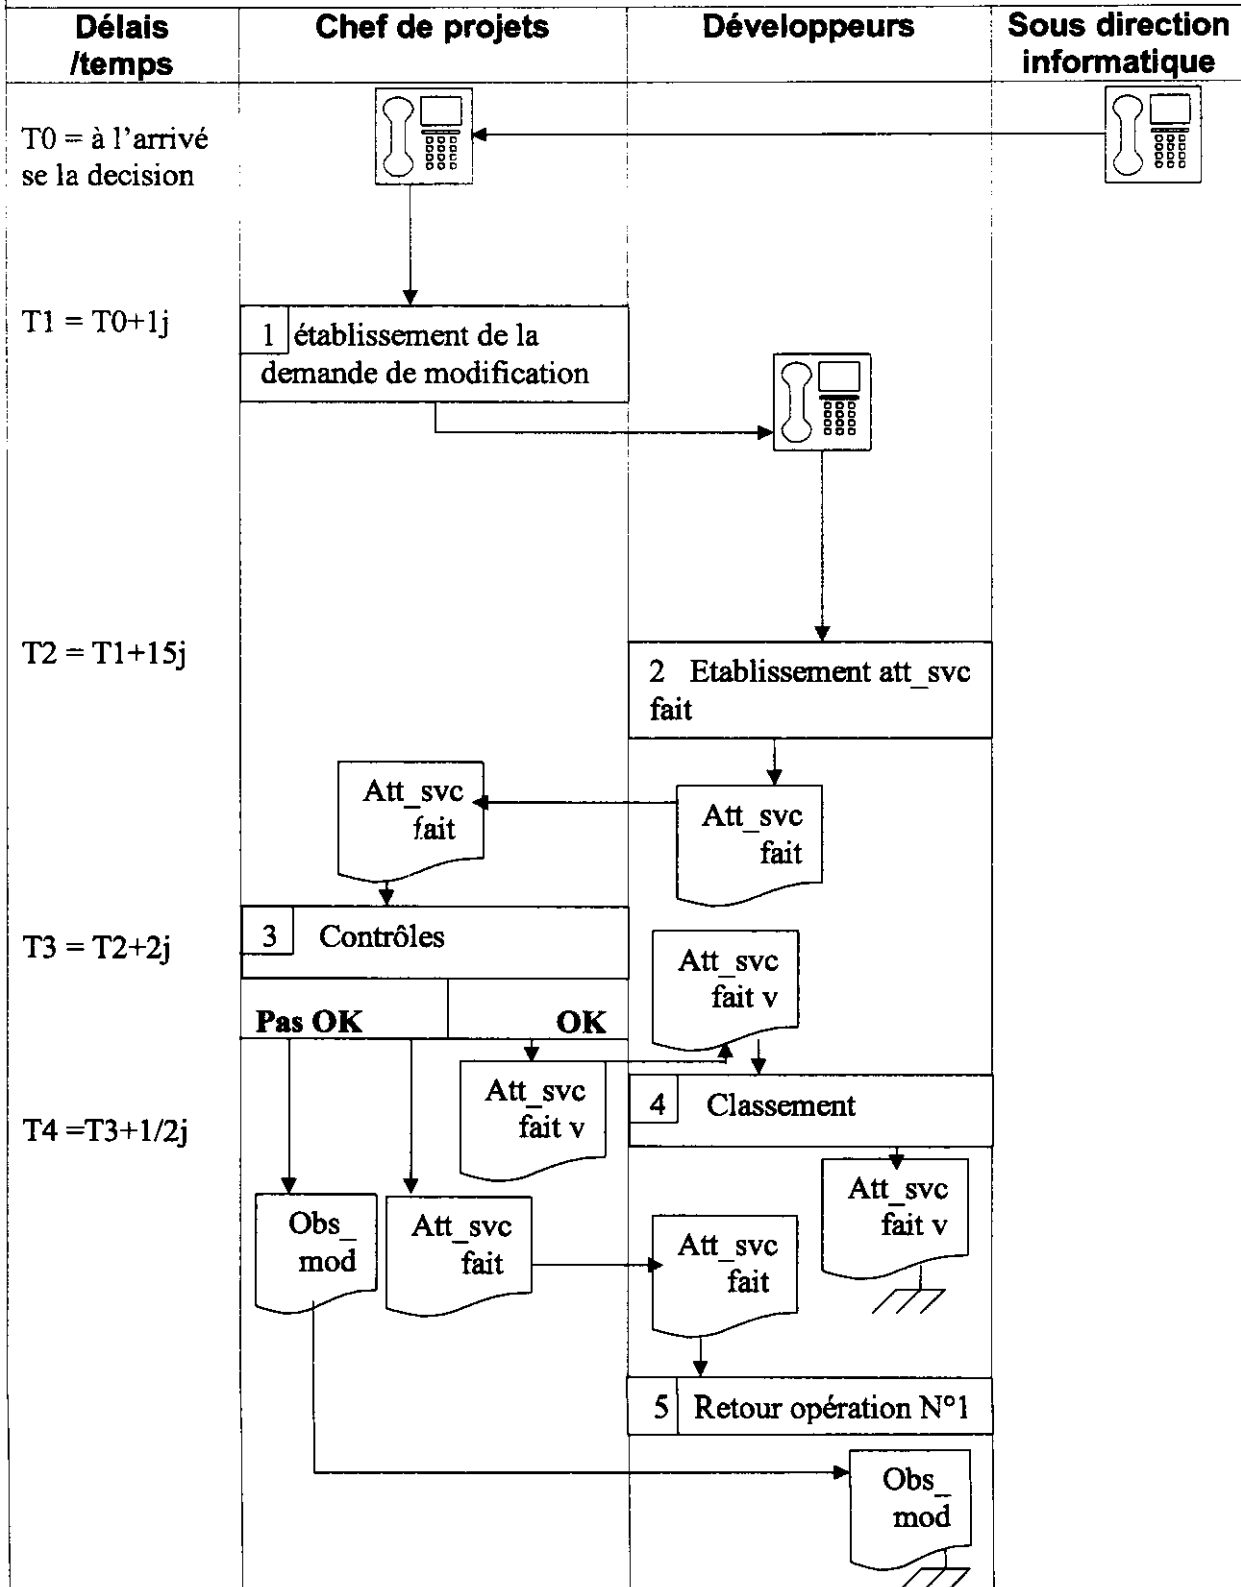 Délais
/temps
Chef de projets
Développeurs
Sous direction
informatique
T0 = à l'arrivé
se la decision
T1 = T0+1j
1 établissement de la
demande de modification
T2 = T1+15j
2 Etablissement att_svc
fait
Att_svc
fait
Att_svc
fait
T3 = T2+2j
3 Contrôles
Att_svc
fait v
Pas OK
OK
Att_svc
fait v
4 Classement
T4 =T3+1/2j
Att_svc
fait v
Obs_
mod
Att_svc
fait
Att_svc
fait
5 Retour opération N°1
Obs_
mod